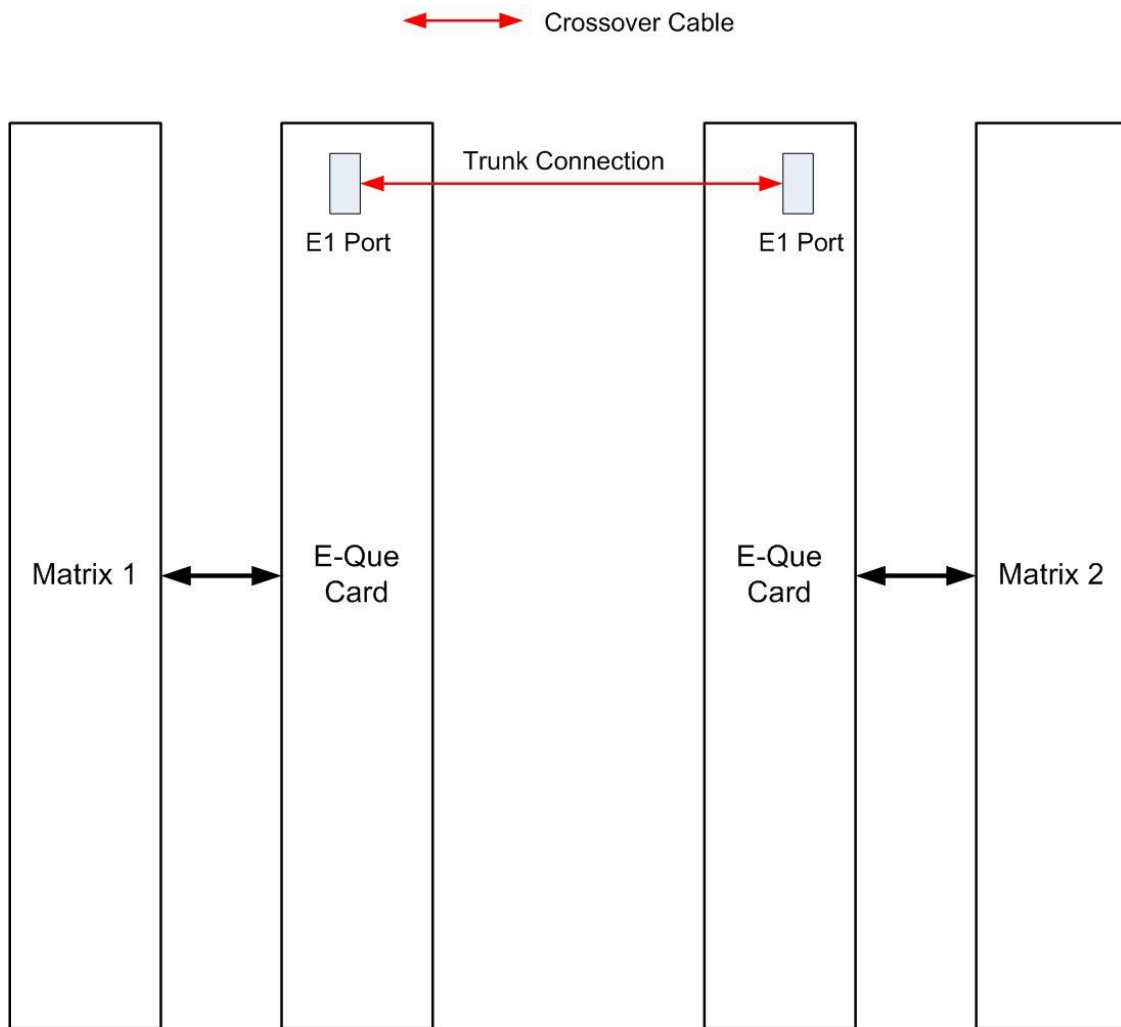 Crossover Cable
Trunk Connection
E1 Port
E1 Port
Matrix 1
E-Que
Card
E-Que
Card
Matrix 2